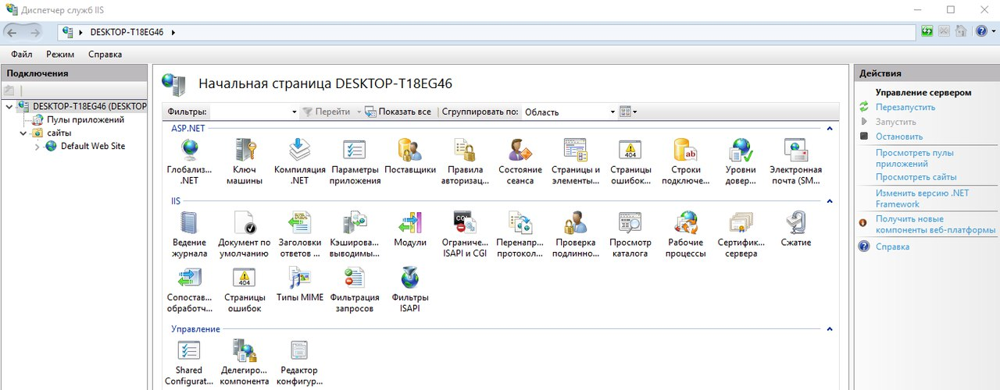 Диспетчер служб IIS
DESKTOP-T18EG46
Файл Режим Справка
Подключения
DESKTOP-T18EG46 (DESKTOP
Пулы приложений
сайты
Default Web Site
Начальная страница DESKTOP-T18EG46
Фильтры: Перейти Показать все Сгруппировать по: Область
ASP.NET
Глобализ... Ключ Компиляция Параметры Поставщики Правила Состояние Страницы и Страницы Строки Уровни Электронная
.NET машины .NET приложения авторизац... сеанса элементы... ошибок... подключе... довер... почта (SM...
IIS
Ведение Документ по Заголовки Кэширова... Модули Ограниче... Перенапр... Проверка Просмотр Рабочие Сертифик... Сжатие
журнала умолчанию ответов ... выводимы... ISAPI и CGI протоколо... подлинно... каталога процессы сервера
Сопостав... Страницы Типы MIME Фильтрация Фильтры
обработч... ошибок запросов ISAPI
Управление
Shared Делегиро... Редактор
Configurat... компонента конфигур...
Действия
Управление сервером
Перезапустить
Запустить
Остановить
Просмотреть пулы
приложений
Просмотреть сайты
Изменить версию .NET
Framework
Получить новые
компоненты веб-платформы
Справка